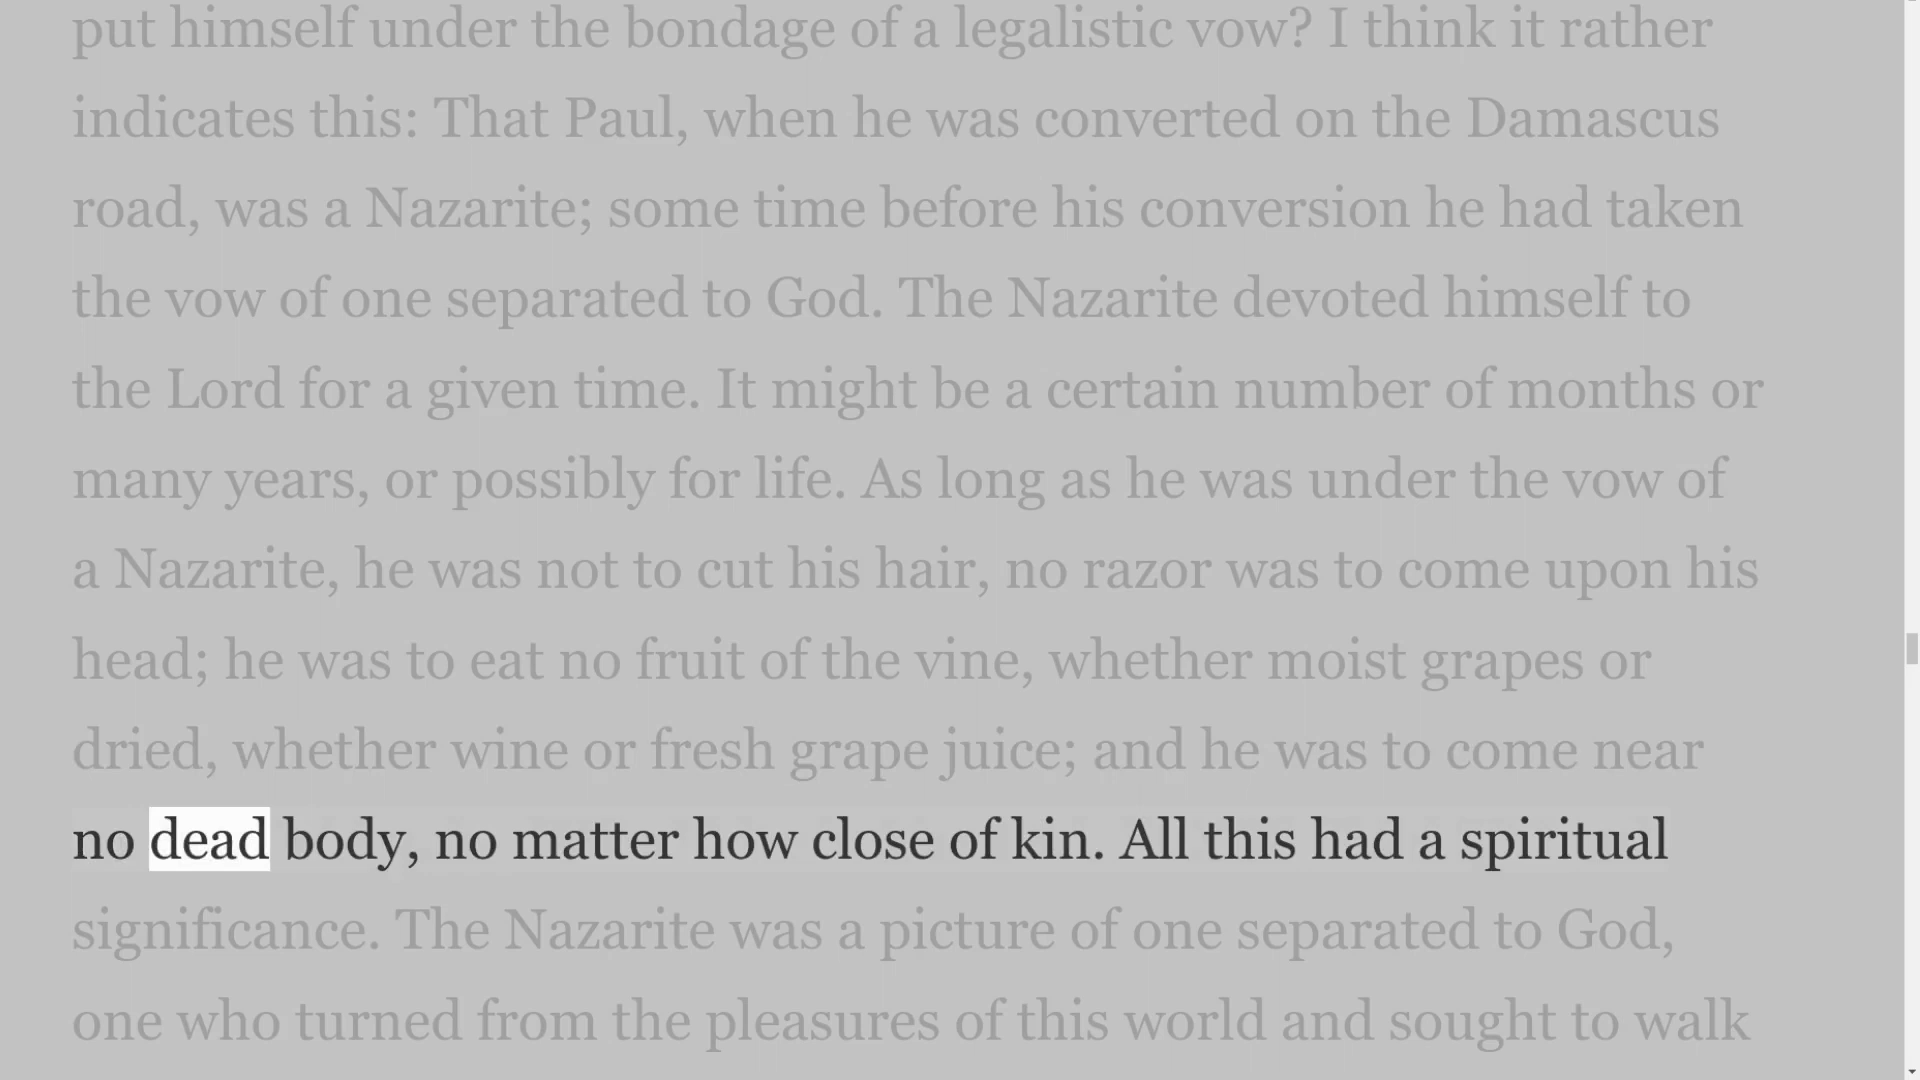 put himself under the bondage of a legalistic vow? I think it rather
indicates this: That Paul, when he was converted on the Damascus
road, was a Nazarite; some time before his conversion he had taken
the vow of one separated to God. The Nazarite devoted himself to
the Lord for a given time. It might be a certain number of months or
many years, or possibly for life. As long as he was under the vow of
a Nazarite, he was not to cut his hair, no razor was to come upon his
head; he was to eat no fruit of the vine, whether moist grapes or
dried, whether wine or fresh grape juice; and he was to come near
no dead body, no matter how close of kin. All this had a spiritual
significance. The Nazarite was a picture of one separated to God,
one who turned from the pleasures of this world and sought to walk